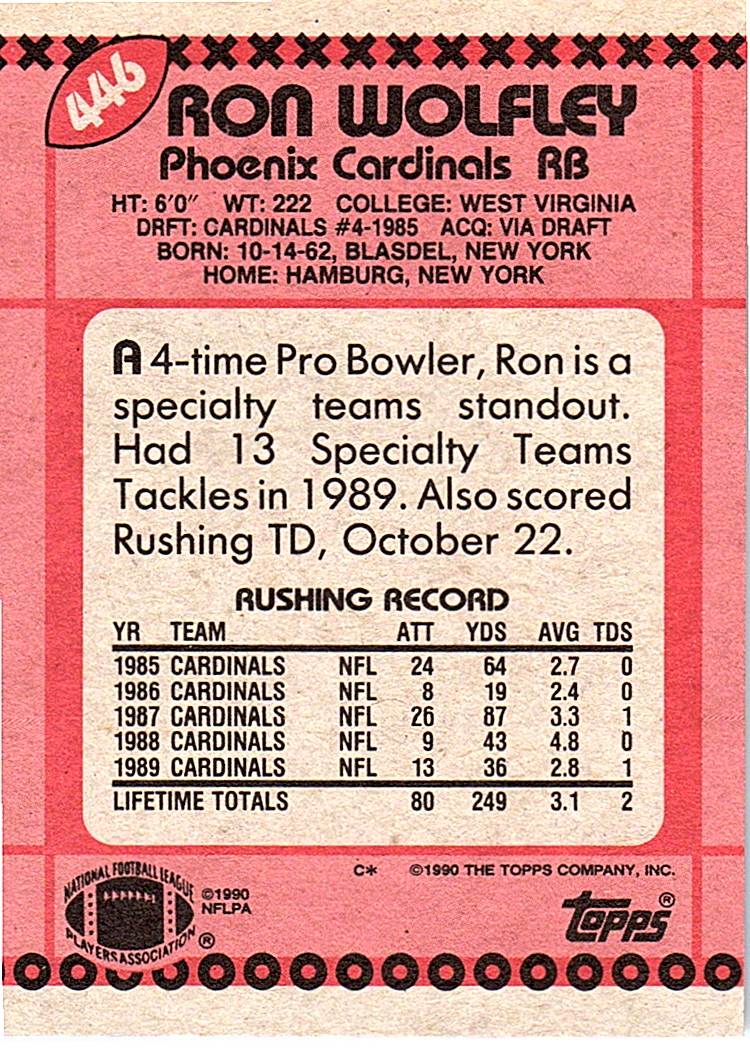 446
RON WOLFLEY
Phoenix Cardinals RB
HT: 6'0" WT: 222 COLLEGE: WEST VIRGINIA
DRFT: CARDINALS #4-1985 ACQ: VIA DRAFT
BORN: 10-14-62, BLASDEL, NEW YORK
HOME: HAMBURG, NEW YORK
A 4-time Pro Bowler, Ron is a
specialty teams standout.
Had 13 Specialty Teams
Tackles in 1989. Also scored
Rushing TD, October 22.
RUSHING RECORD
YR TEAM ATT YDS AVG TDS
1985 CARDINALS NFL 24 64 2.7 0
1986 CARDINALS NFL 8 19 2.4 0
1987 CARDINALS NFL 26 87 3.3 1
1988 CARDINALS NFL 9 43 4.8 0
1989 CARDINALS NFL 13 36 2.8 1
LIFETIME TOTALS 80 249 3.1 2
C* ©1990 THE TOPPS COMPANY, INC.
NATIONAL FOOTBALL LEAGUE
PLAYERS ASSOCIATION ®
©1990
NFLPA
topps®